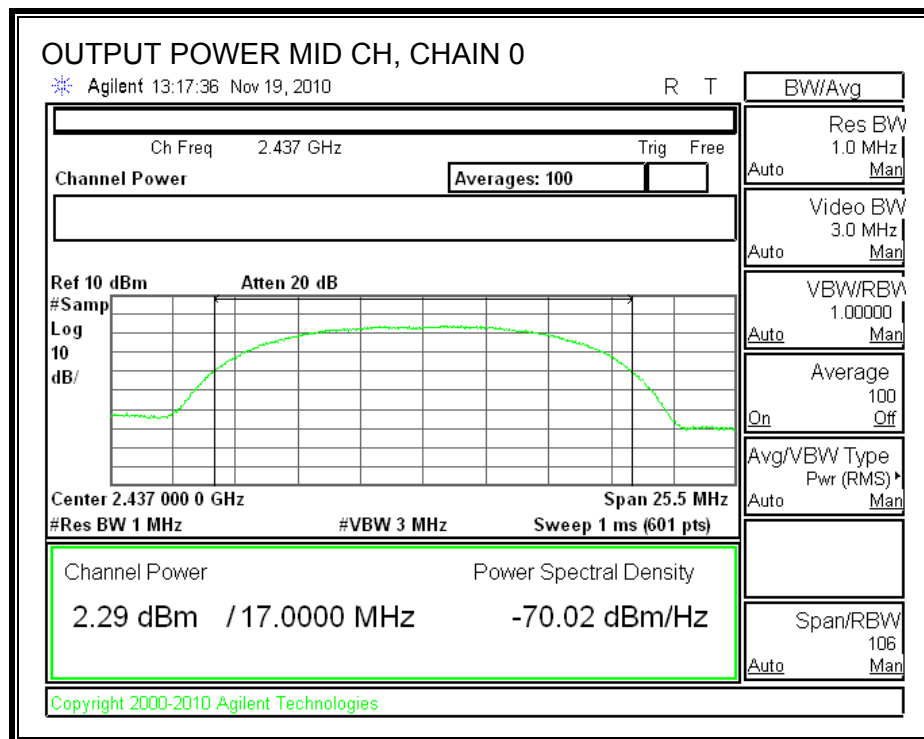 OUTPUT POWER MID CH, CHAIN 0
Agilent 13:17:36 Nov 19, 2010 R T
Ch Freq 2.437 GHz Trig Free
Channel Power Averages: 100
Ref 10 dBm Atten 20 dB
#Samp
Log
10
dB/
Center 2.437 000 0 GHz Span 25.5 MHz
#Res BW 1 MHz #VBW 3 MHz Sweep 1 ms (601 pts)
Channel Power Power Spectral Density
2.29 dBm / 17.0000 MHz -70.02 dBm/Hz
Copyright 2000-2010 Agilent Technologies
BW/Avg
Res BW
1.0 MHz
Auto Man
Video BW
3.0 MHz
Auto Man
VBW/RBW
1.00000
Auto Man
Average
100
On Off
Avg/VBW Type
Pwr (RMS)
Auto Man
Span/RBW
106
Auto Man